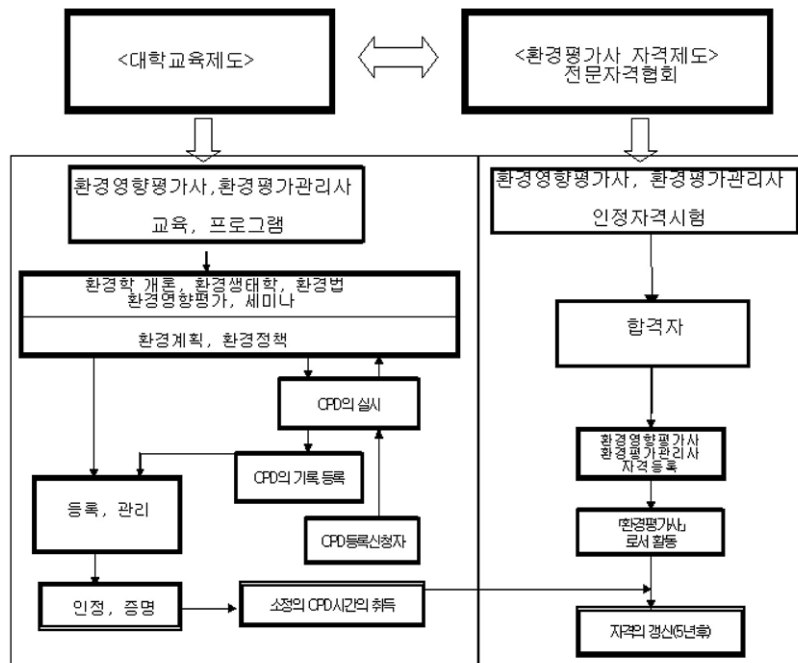 <대학교육제도>
<환경평가사 자격제도>
전문자격협회
환경영향평가사,환경평가관리사
교육, 프로그램
환경학 개론, 환경생태학, 환경법
환경영향평가, 세미나
환경계획, 환경정책
CPD의 실시
CPD의 기록, 등록
등록, 관리
CPD등록신청자
인정, 증명
소정의 CPD시간의 취득
환경영향평가사, 환경평가관리사
인정자격시험
합격자
환경영향평가사
환경평가관리사
자격등록
「환경평가사」
로서 활동
자격의 갱신(5년후)